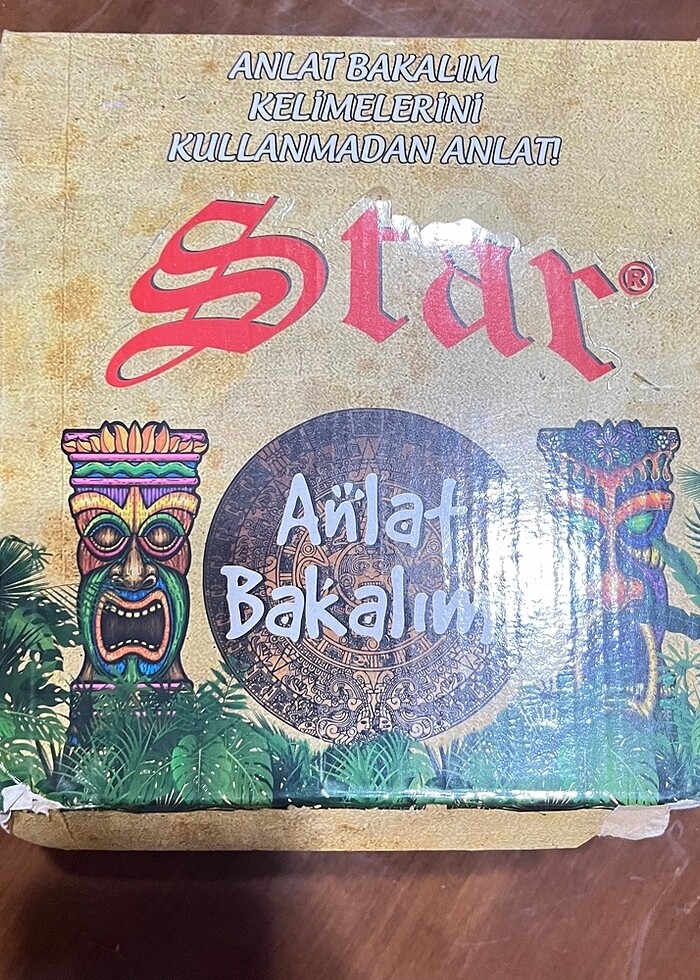 ANLAT BAKALIM
KELİMELERİNİ
KULLANMADAN ANLAT!
Star®
Anlat
Bakalım